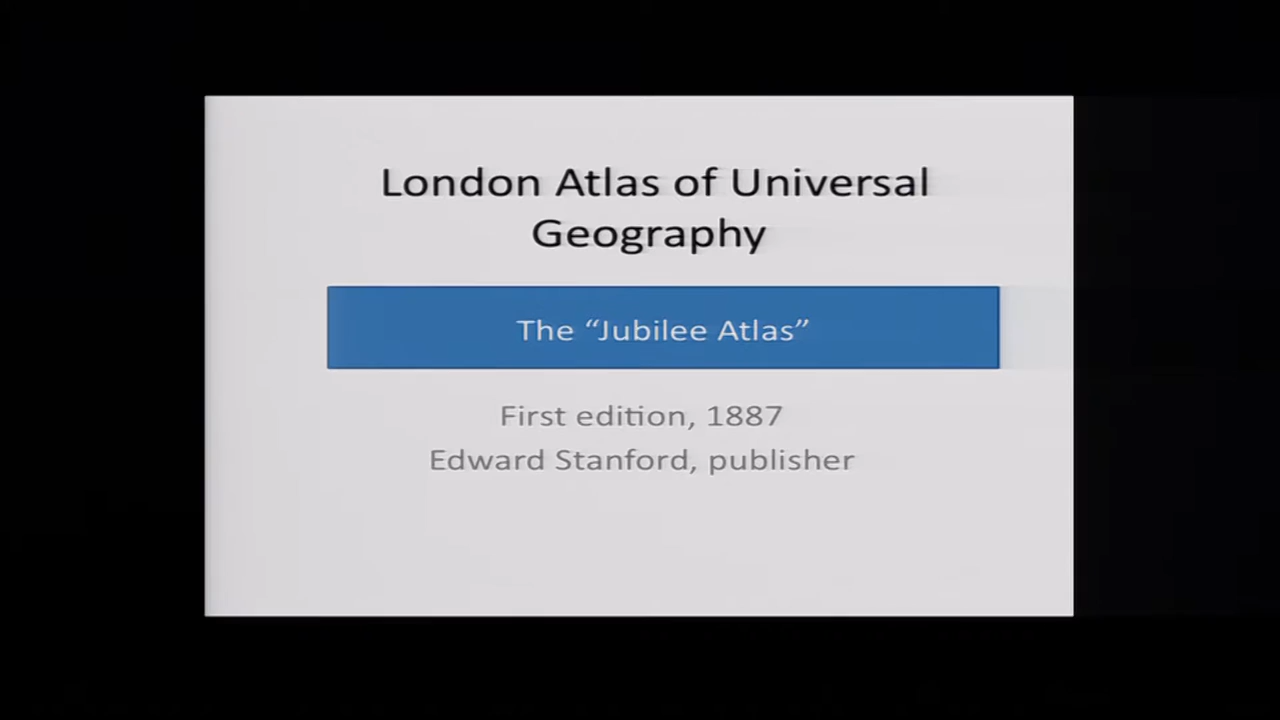 London Atlas of Universal
Geography
The “Jubilee Atlas”
First edition, 1887
Edward Stanford, publisher